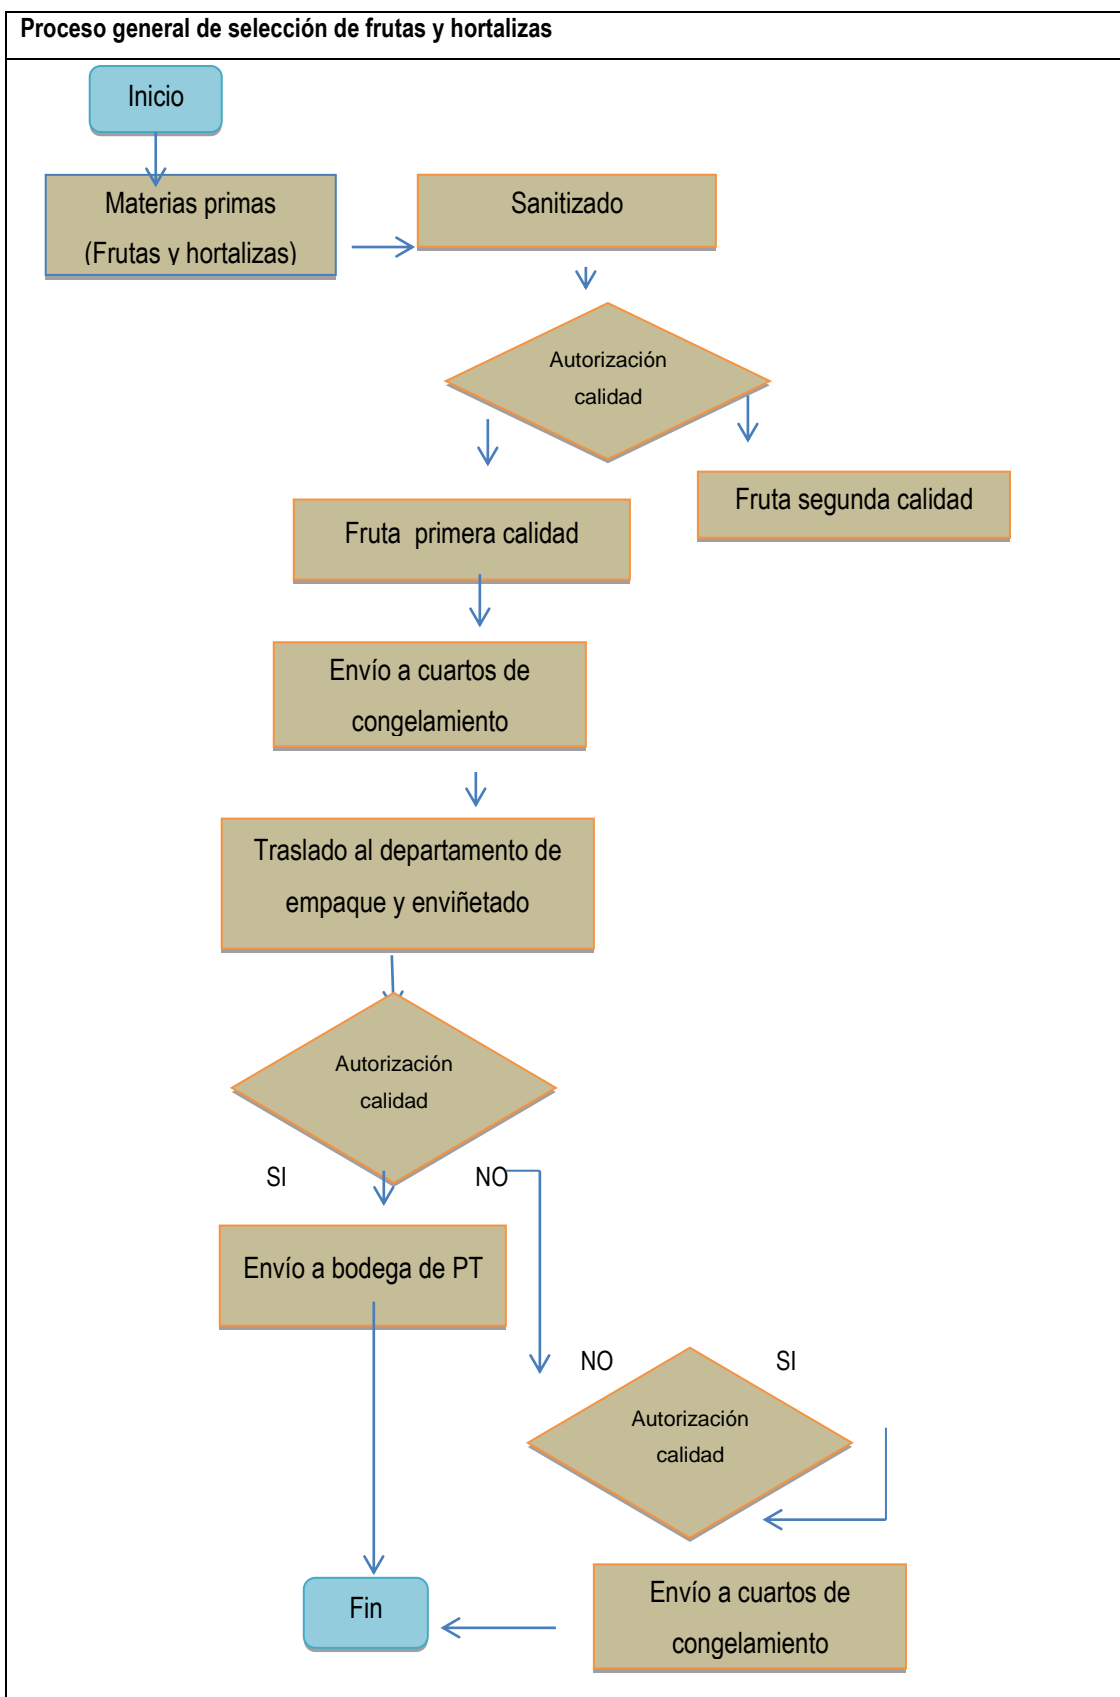 Proceso general de selección de frutas y hortalizas
Inicio
Materias primas
(Frutas y hortalizas)
Sanitizado
Autorización
calidad
Fruta segunda calidad
Fruta primera calidad
Envío a cuartos de
congelamiento
Traslado al departamento de
empaque y enviñetado
Autorización
calidad
SI
NO
Envío a bodega de PT
NO
SI
Autorización
calidad
Envío a cuartos de
congelamiento
Fin